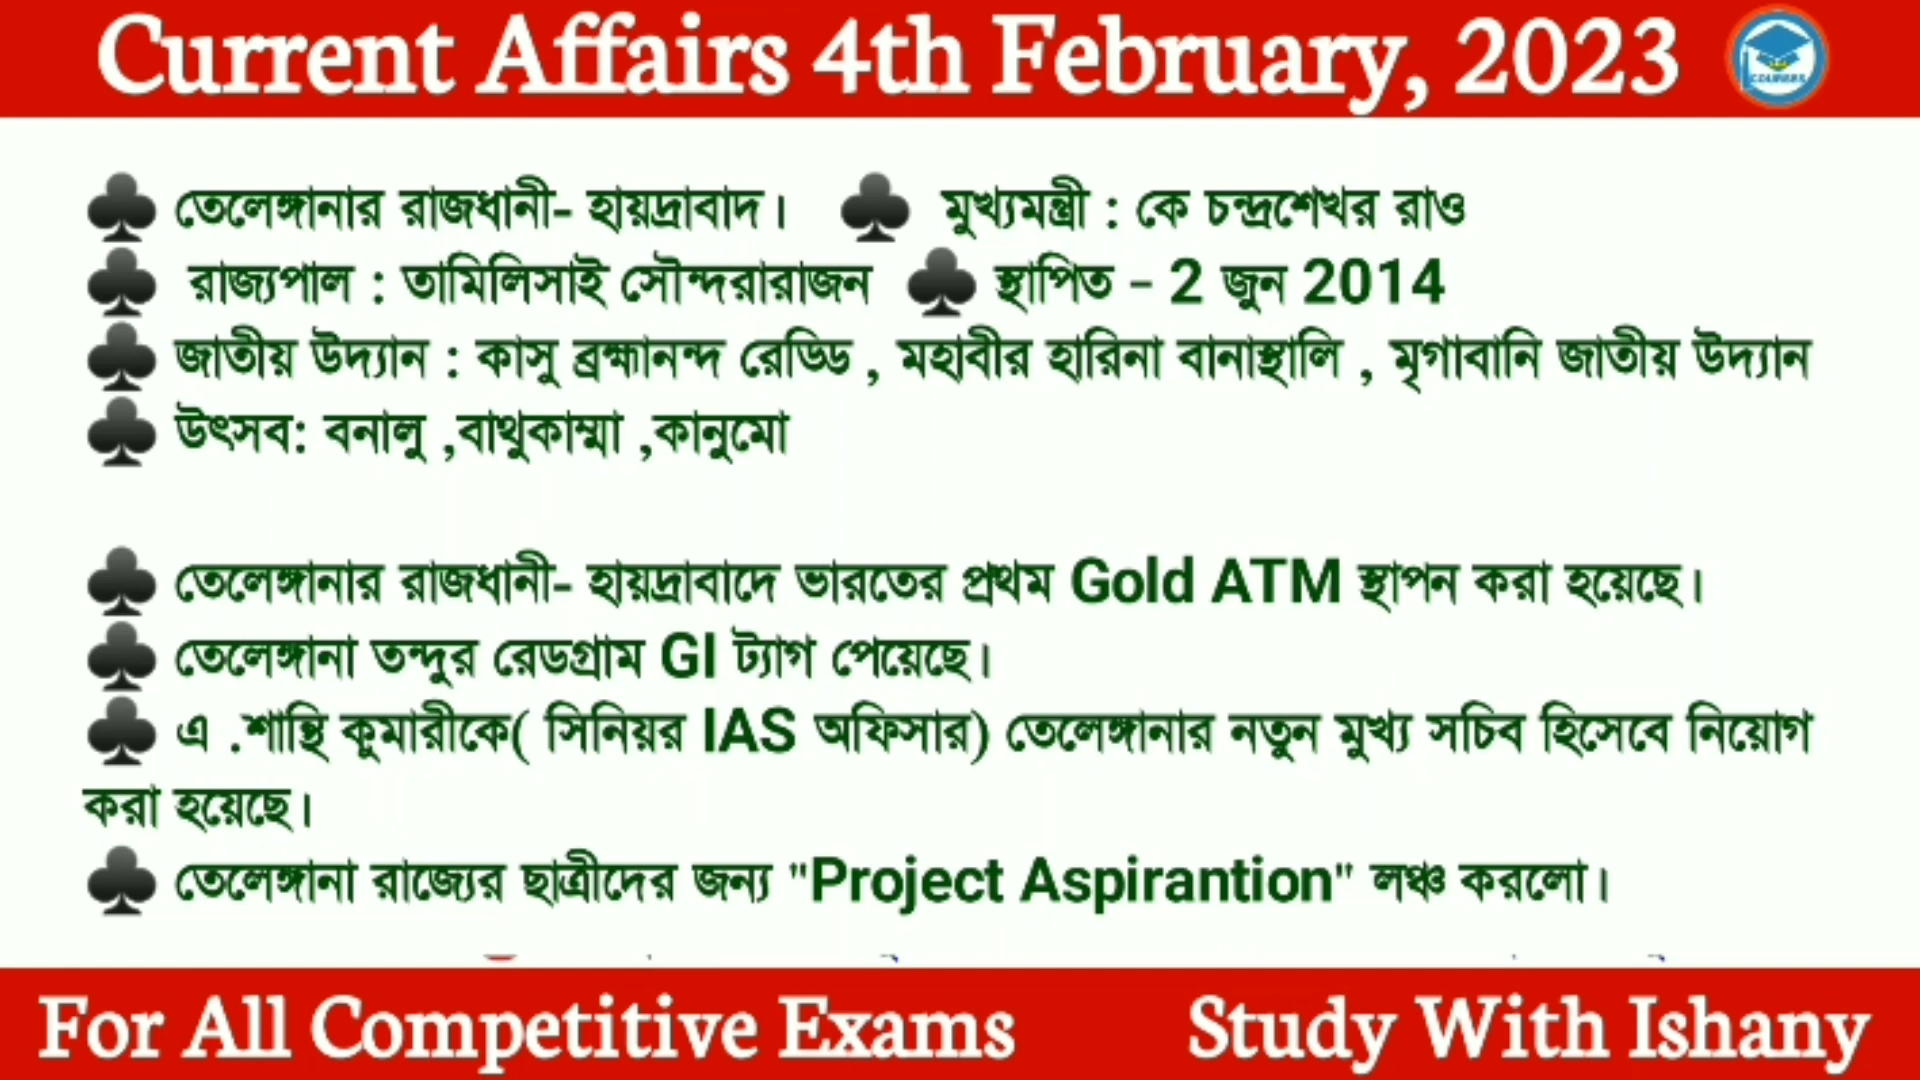 Current Affairs 4th February, 2023
COURSES
♣ তেলেঙ্গানার রাজধানী- হায়দ্রাবাদ। ♣ মুখ্যমন্ত্রী : কে চন্দ্রশেখর রাও
♣ রাজ্যপাল : তামিলিসাই সৌন্দরারাজন ♣ স্থাপিত – 2 জুন 2014
♣ জাতীয় উদ্যান : কাসু ব্রহ্মানন্দ রেড্ডি , মহাবীর হারিনা বানাস্থালি , মৃগাবানি জাতীয় উদ্যান
♣ উৎসব: বনালু ,বাথুকাম্মা ,কানুমো
♣ তেলেঙ্গানার রাজধানী- হায়দ্রাবাদে ভারতের প্রথম Gold ATM স্থাপন করা হয়েছে।
♣ তেলেঙ্গানা তন্দুর রেডগ্রাম GI ট্যাগ পেয়েছে।
♣ এ .শান্থি কুমারীকে( সিনিয়র IAS অফিসার) তেলেঙ্গানার নতুন মুখ্য সচিব হিসেবে নিয়োগ
করা হয়েছে।
♣ তেলেঙ্গানা রাজ্যের ছাত্রীদের জন্য "Project Aspirantion" লঞ্চ করলো।
For All Competitive Exams Study With Ishany